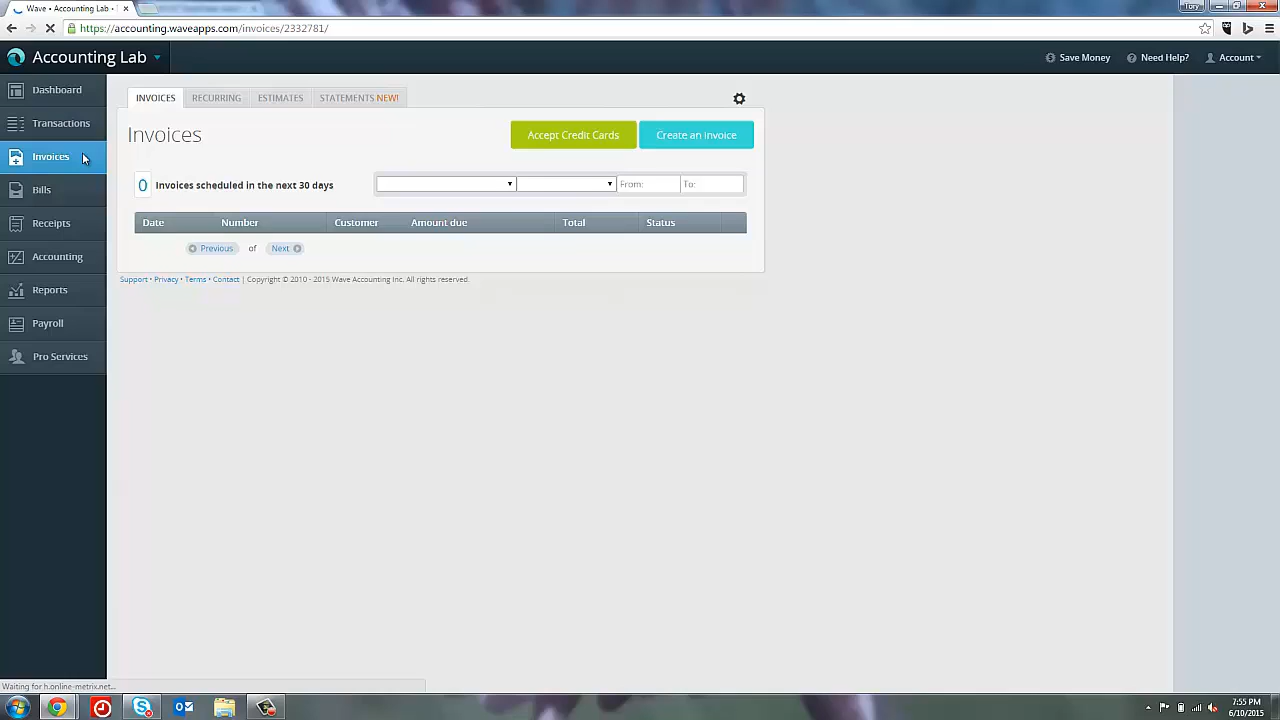 Wave • Accounting Lab •
Tory
https://accounting.waveapps.com/invoices/2332781/
Accounting Lab
Save Money
Need Help?
Account
Dashboard
Transactions
Invoices
Bills
Receipts
Accounting
Reports
Payroll
Pro Services
INVOICES
RECURRING
ESTIMATES
STATEMENTS NEW!
Invoices
Accept Credit Cards
Create an Invoice
0 Invoices scheduled in the next 30 days
From:
To:
Date Number Customer Amount due Total Status
Previous of Next
Support • Privacy • Terms • Contact | Copyright © 2010 - 2015 Wave Accounting Inc. All rights reserved.
Waiting for h.online-metrix.net...
7:55 PM
6/10/2015